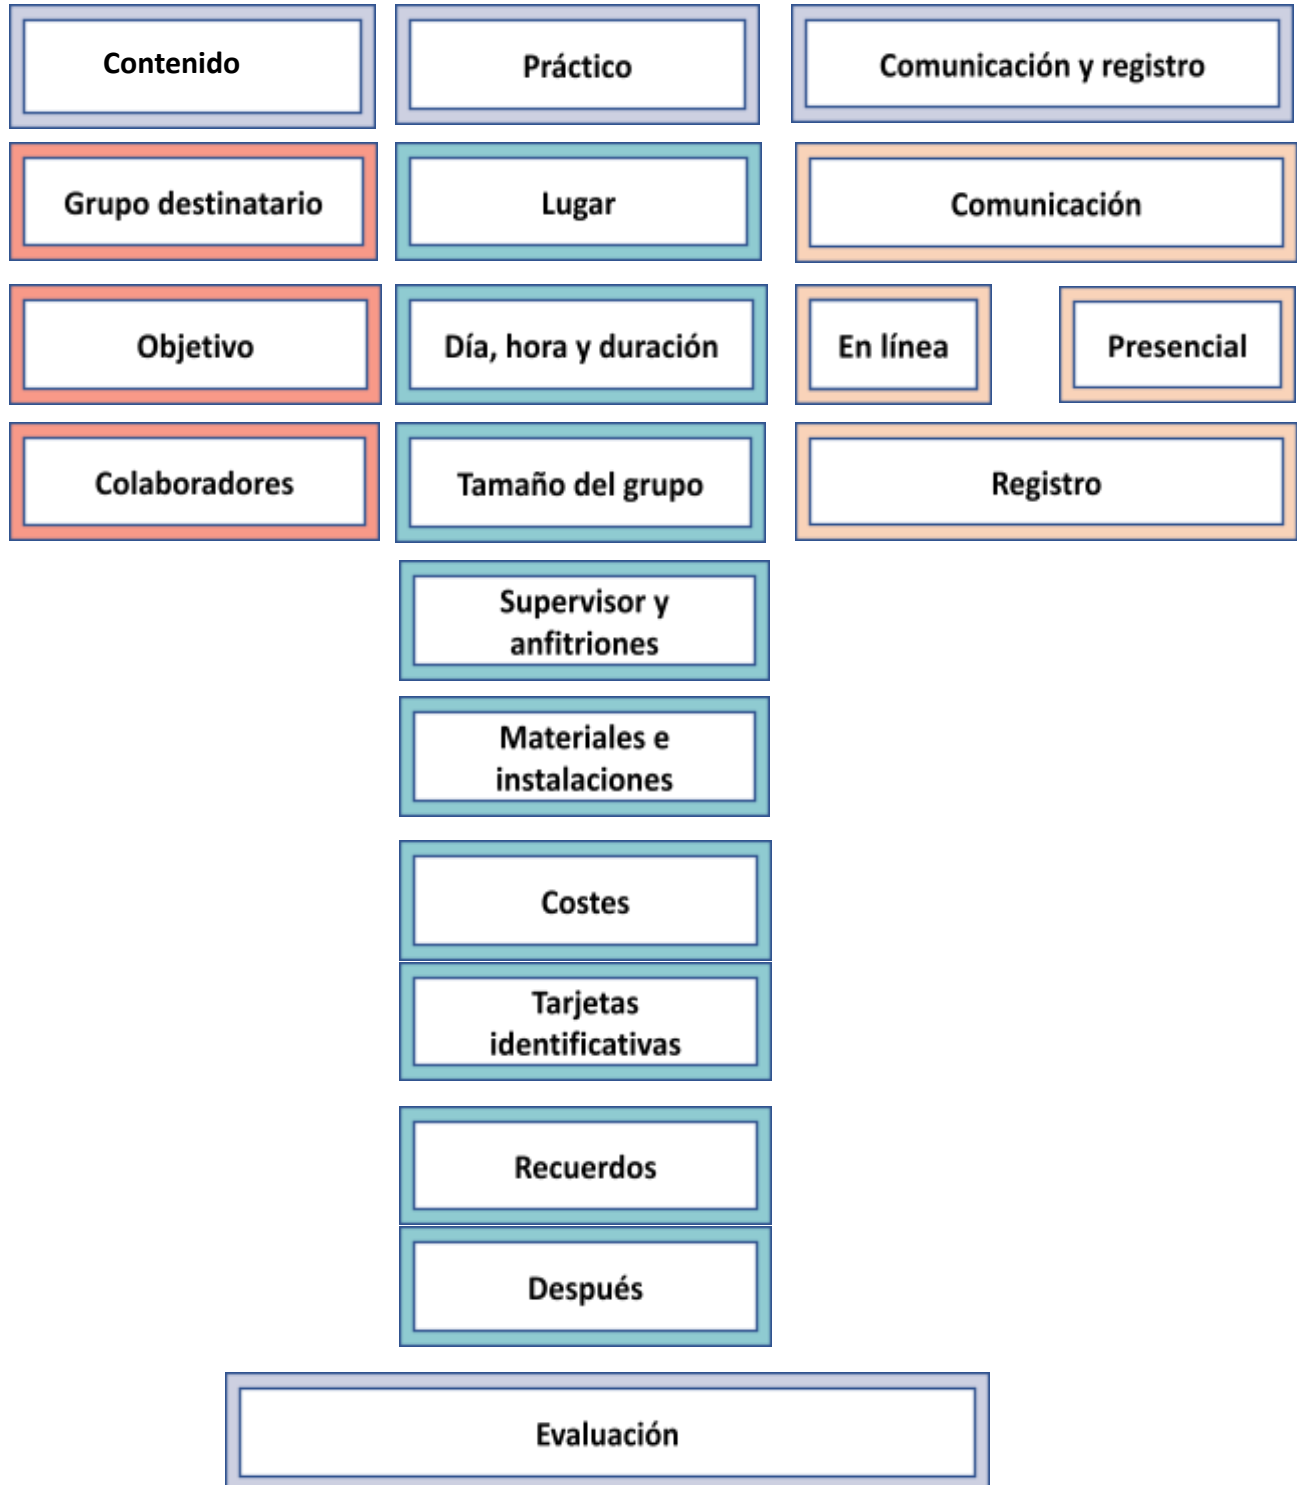 Contenido
Práctico
Comunicación y registro
Grupo destinatario
Lugar
Comunicación
Objetivo
Día, hora y duración
En línea
Presencial
Colaboradores
Tamaño del grupo
Registro
Supervisor y
anfitriones
Materiales e
instalaciones
Costes
Tarjetas
identificativas
Recuerdos
Después
Evaluación